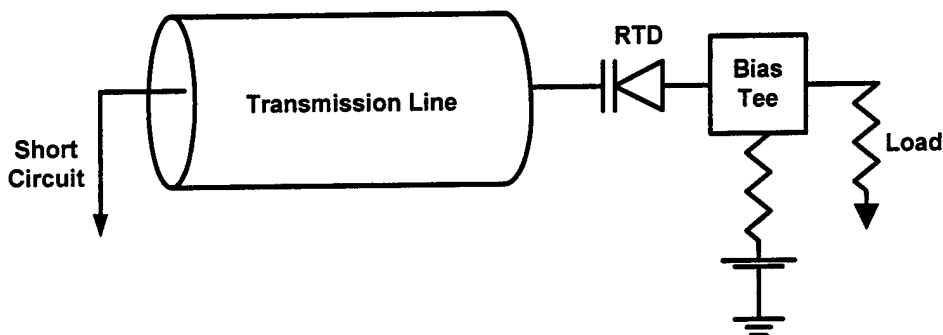 RTD
Bias
Tee
Transmission Line
Short
Circuit
Load